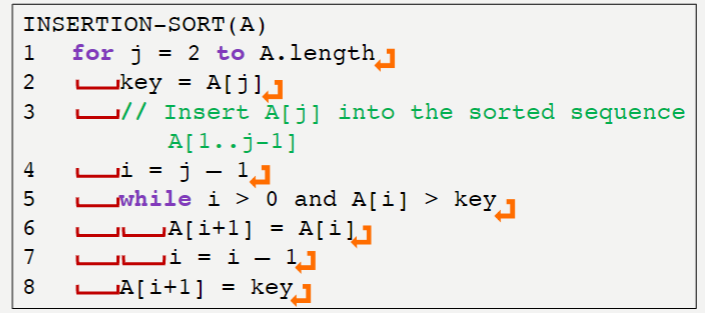 INSERTION-SORT(A)
1 for j = 2 to A.length
2 key = A[j]
3 // Insert A[j] into the sorted sequence
A[1..j-1]
4 i = j – 1
5 while i > 0 and A[i] > key
6 A[i+1] = A[i]
7 i = i – 1
8 A[i+1] = key